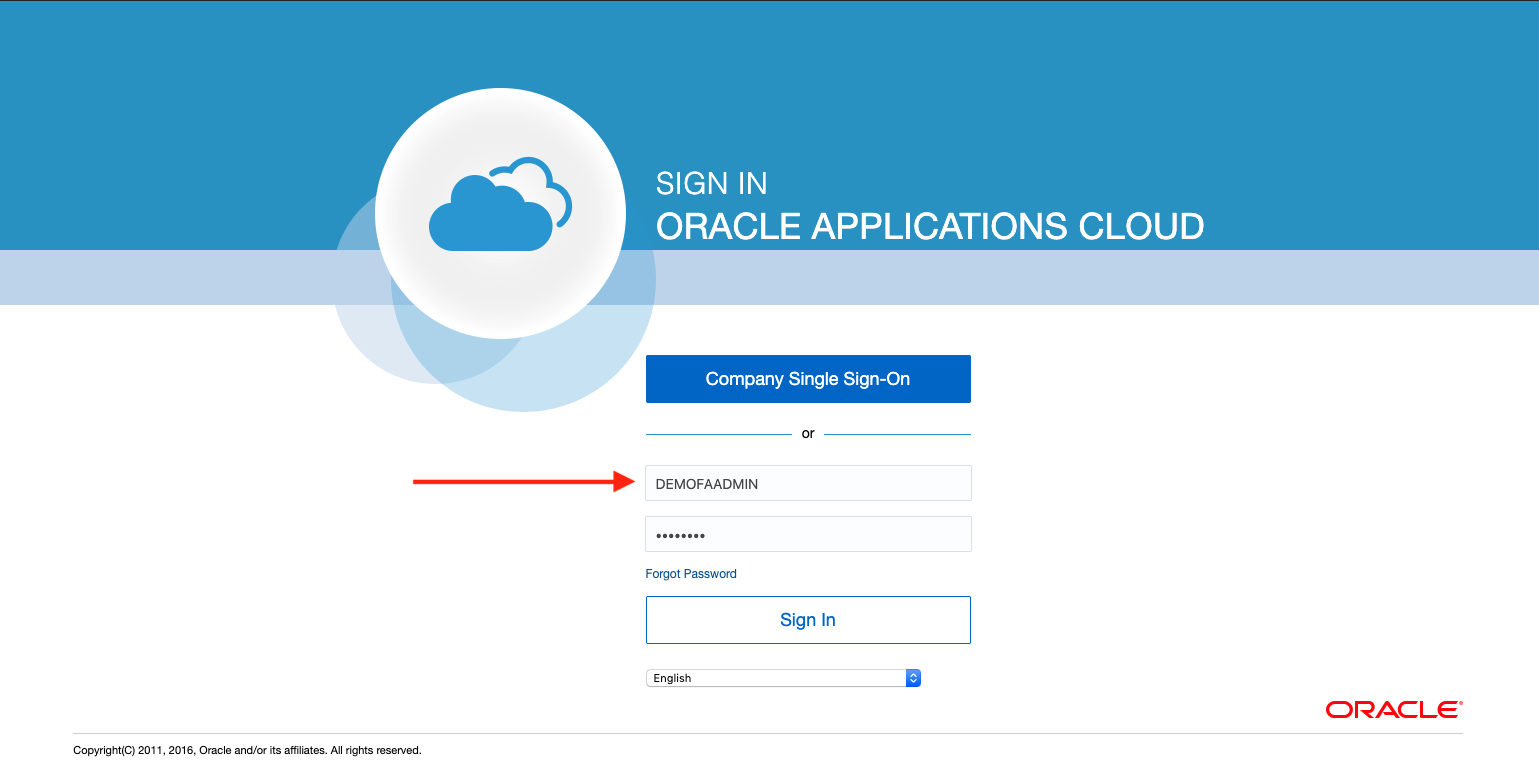 SIGN IN
ORACLE APPLICATIONS CLOUD
Company Single Sign-On
or
DEMOFAADMIN
••••••••
Forgot Password
Sign In
English
ORACLE®
Copyright(C) 2011, 2016, Oracle and/or its affiliates. All rights reserved.